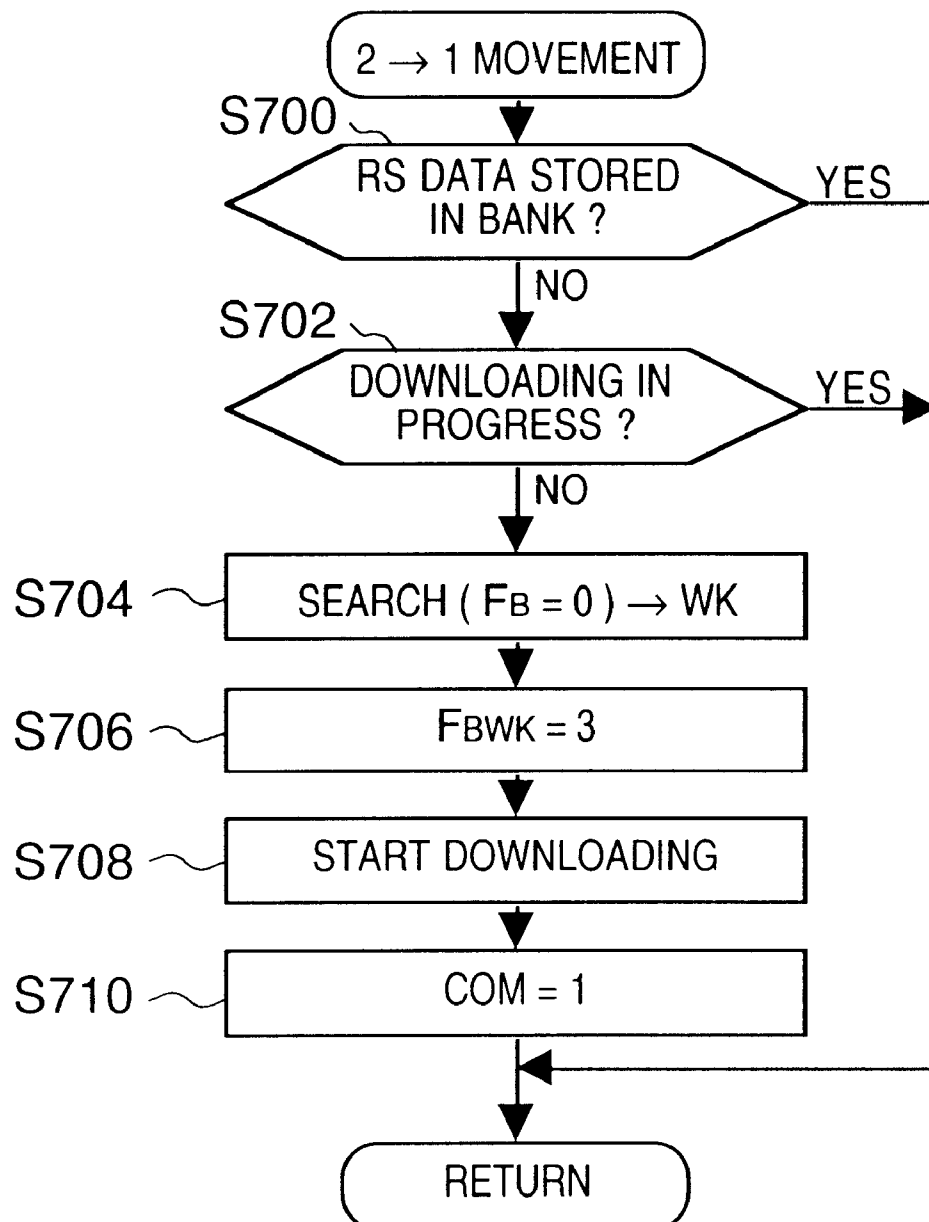 2 → 1 MOVEMENT
S700
RS DATA STORED
IN BANK ?
YES
NO
S702
DOWNLOADING IN
PROGRESS ?
YES
NO
S704
SEARCH ( FB = 0 ) → WK
S706
FBWK = 3
S708
START DOWNLOADING
S710
COM = 1
RETURN